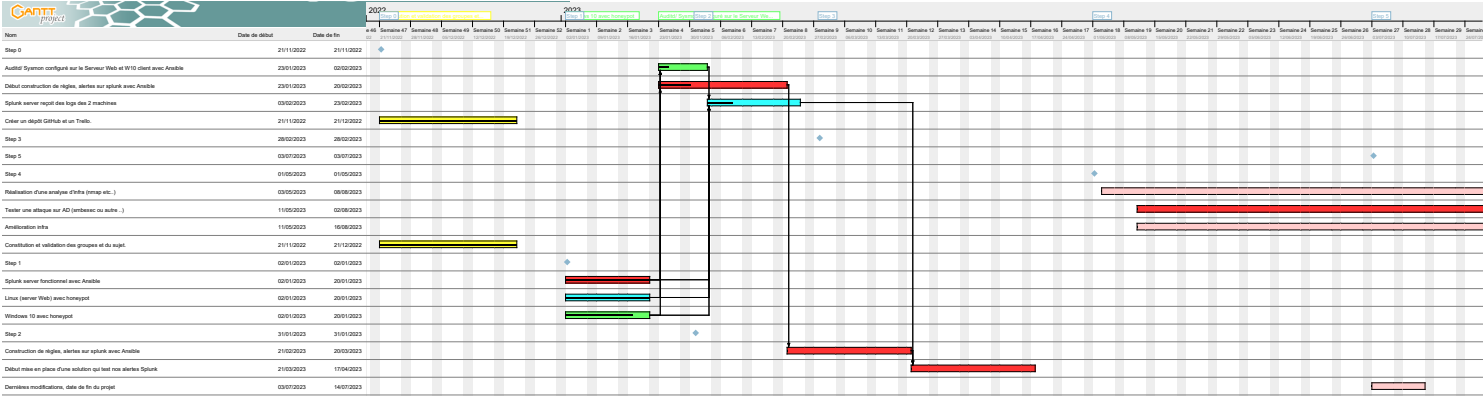 GANTT project
2022
2023
Step 0
Step 1
10 avec honeypot
Auditd/ Sysmon
Step 2
ré sur le Serveur We
Step 3
Step 4
Step 5
Nom Date de début Date de fin
e 46 Semaine 47 Semaine 48 Semaine 49 Semaine 50 Semaine 51 Semaine 52 Semaine 1 Semaine 2 Semaine 3 Semaine 4 Semaine 5 Semaine 6 Semaine 7 Semaine 8 Semaine 9 Semaine 10 Semaine 11 Semaine 12 Semaine 13 Semaine 14 Semaine 15 Semaine 16 Semaine 17 Semaine 18 Semaine 19 Semaine 20 Semaine 21 Semaine 22 Semaine 23 Semaine 24 Semaine 25 Semaine 26 Semaine 27 Semaine 28 Semaine 29
Step 0 21/11/2022 21/11/2022
Auditd/ Sysmon configuré sur le Serveur Web et W10 client avec Ansible 23/01/2023 02/02/2023
Début construction de règles, alertes sur splunk avec Ansible 23/01/2023 20/02/2023
Splunk server reçoit des logs des 2 machines 03/02/2023 23/02/2023
Créer un dépôt GitHub et un Trello. 21/11/2022 21/12/2022
Step 3 28/02/2023 28/02/2023
Step 5 03/07/2023 03/07/2023
Step 4 01/05/2023 01/05/2023
Réalisation d'une analyse d'infra (nmap etc..) 03/05/2023 08/08/2023
Tester une attaque sur AD (smbexec ou autre ..) 11/05/2023 02/08/2023
Amélioration infra 11/05/2023 16/08/2023
Constitution et validation des groupes et du sujet. 21/11/2022 21/12/2022
Step 1 02/01/2023 02/01/2023
Splunk server fonctionnel avec Ansible 02/01/2023 20/01/2023
Linux (server Web) avec honeypot 02/01/2023 20/01/2023
Windows 10 avec honeypot 02/01/2023 20/01/2023
Step 2 31/01/2023 31/01/2023
Construction de règles, alertes sur splunk avec Ansible 21/02/2023 20/03/2023
Début mise en place d'une solution qui test nos alertes Splunk 21/03/2023 17/04/2023
Dernières modifications, date de fin du projet 03/07/2023 14/07/2023